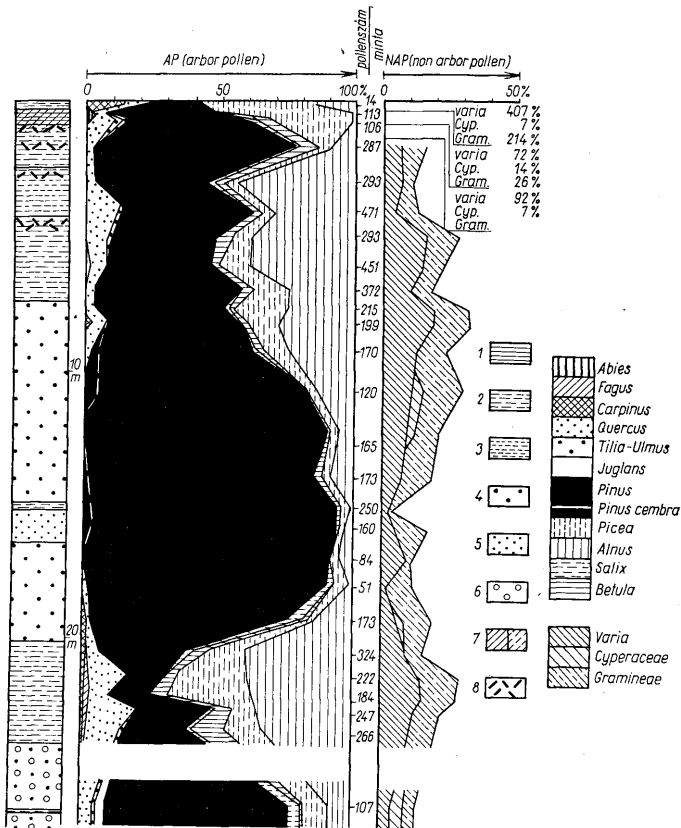 AP (arbor pollen)
pollenszám
minta
NAP (non arbor pollen)
0 50 100%
0 50%
14
113
106
287
293
471
293
451
372
215
199
170
120
165
173
250
160
84
51
173
324
222
184
247
266
107
varia 407 %
Cyp. 7 %
Gram. 214 %
varia 72 %
Cyp. 14 %
Gram. 26 %
varia 92 %
Cyp. 7 %
Gram.
10 m
20 m
1
2
3
4
5
6
7
8
Abies
Fagus
Carpinus
Quercus
Tilia-Ulmus
Juglans
Pinus
Pinus cembra
Picea
Alnus
Salix
Betula
Varia
Cyperaceae
Gramineae